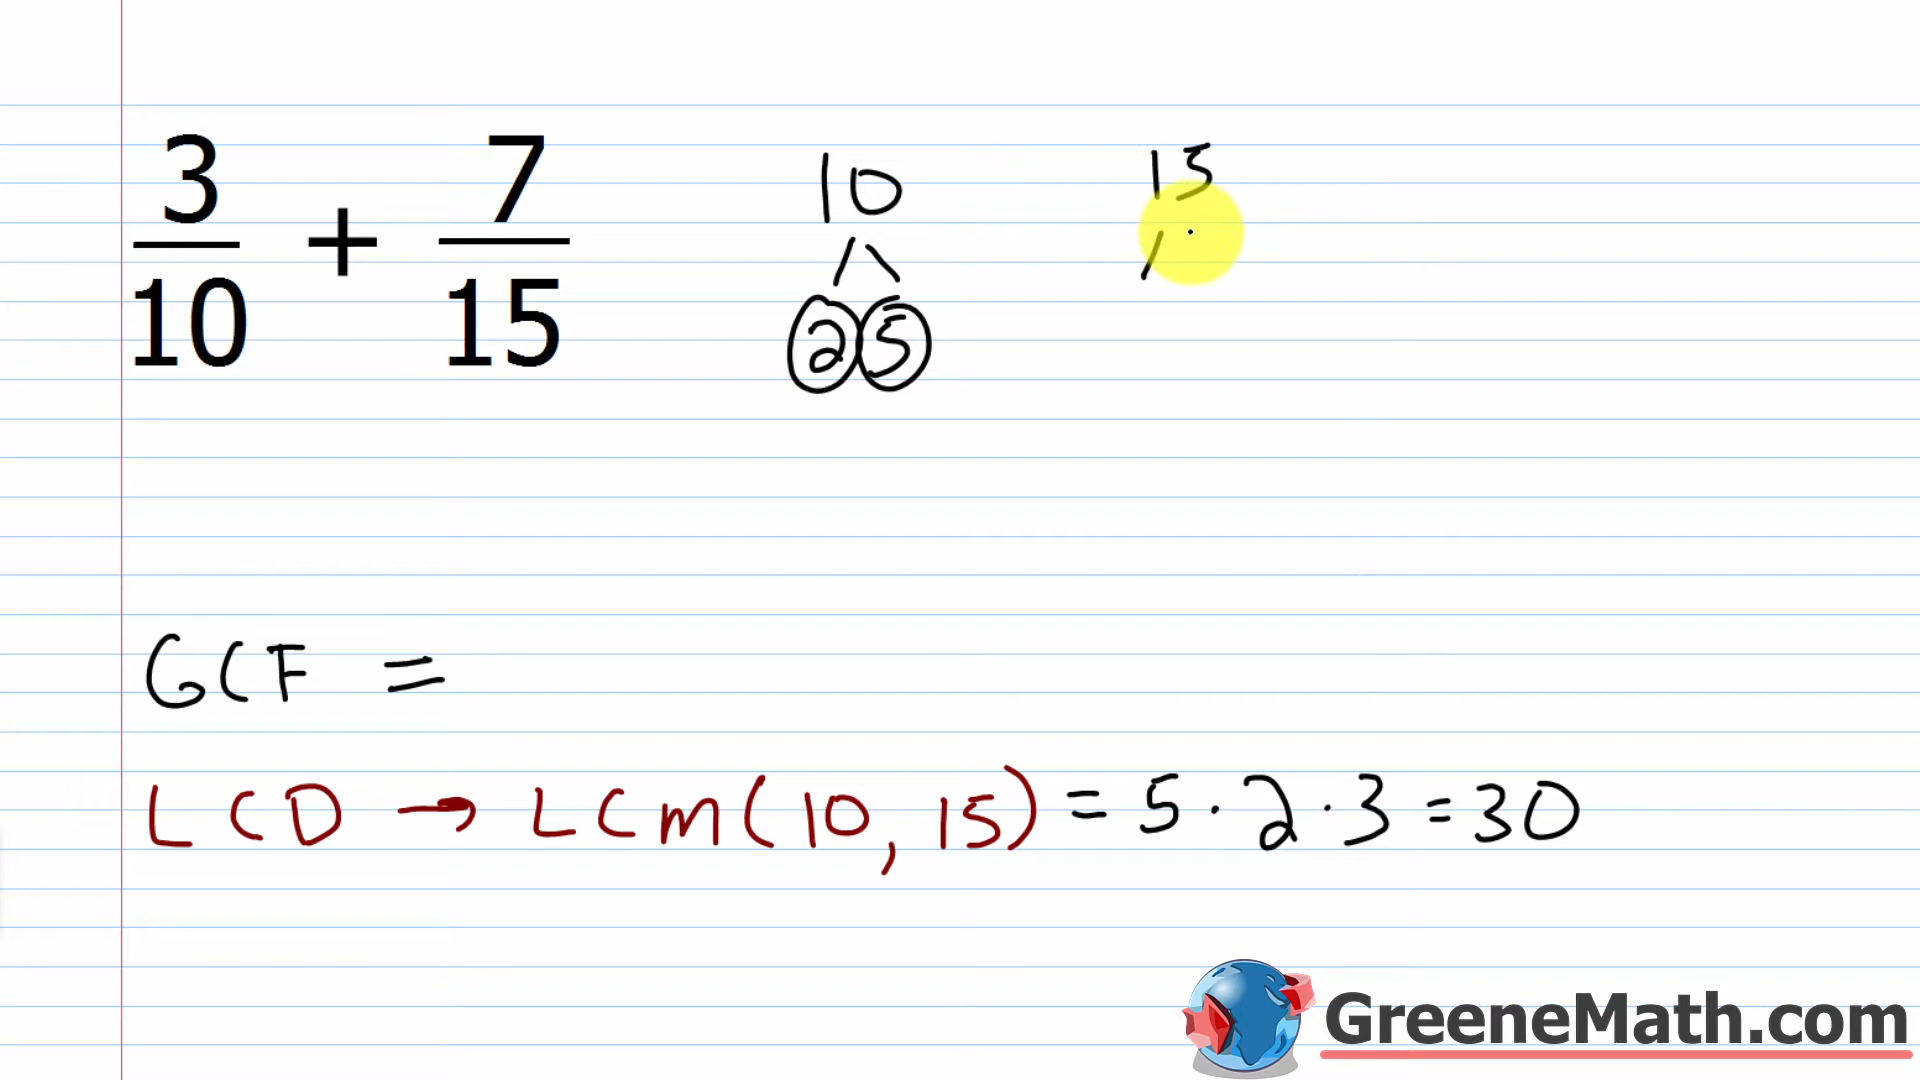 3/10 + 7/15
10
2 5
15
GCF =
LCD → LCM(10, 15) = 5 · 2 · 3 = 30
GreeneMath.com